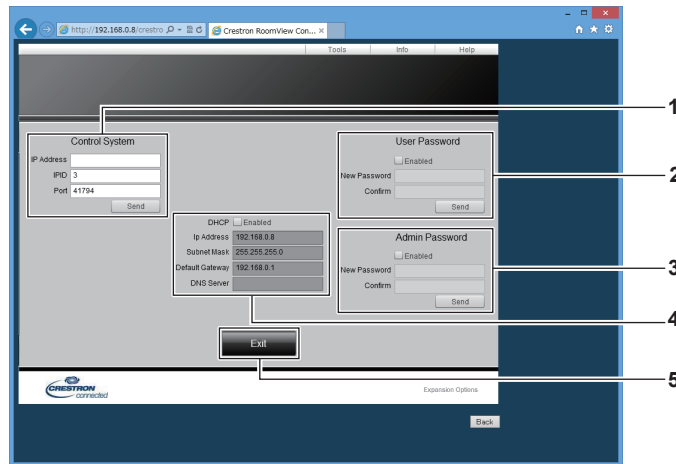 http://192.168.0.8/crestro
Crestron RoomView Con...
Tools Info Help
1
Control System
IP Address
IPID 3
Port 41794
Send
User Password
Enabled
New Password
Confirm
Send
2
DHCP Enabled
Ip Address 192.168.0.8
Subnet Mask 255.255.255.0
Default Gateway 192.168.0.1
DNS Server
Admin Password
Enabled
New Password
Confirm
Send
3
4
Exit
5
CRESTRON
connected
Expansion Options
Back